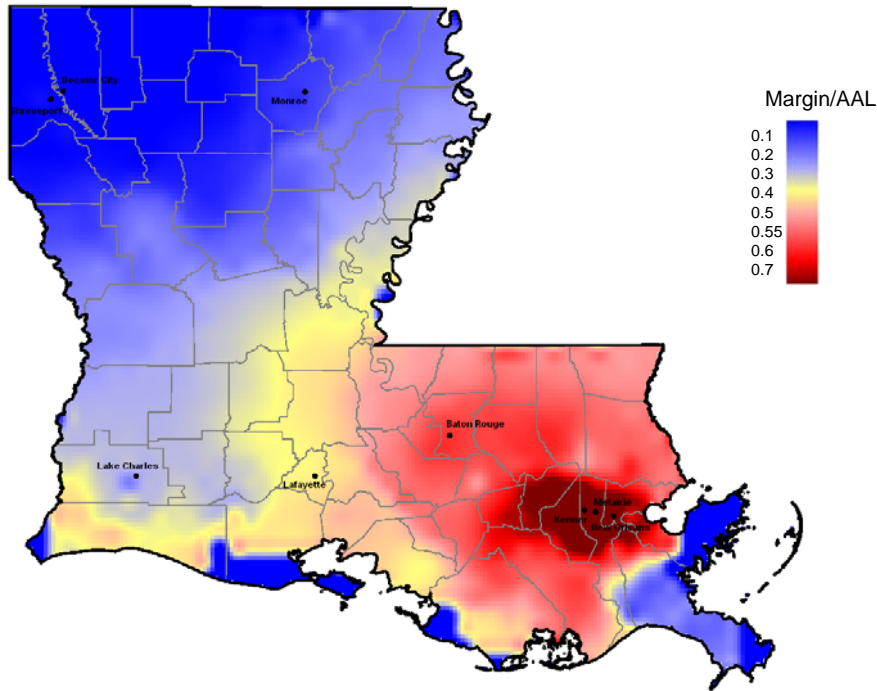 Bossier City
Shreveport
Monroe
Margin/AAL
0.1
0.2
0.3
0.4
0.5
0.55
0.6
0.7
Baton Rouge
Lake Charles
Lafayette
Metairie
Kenner
New Orleans